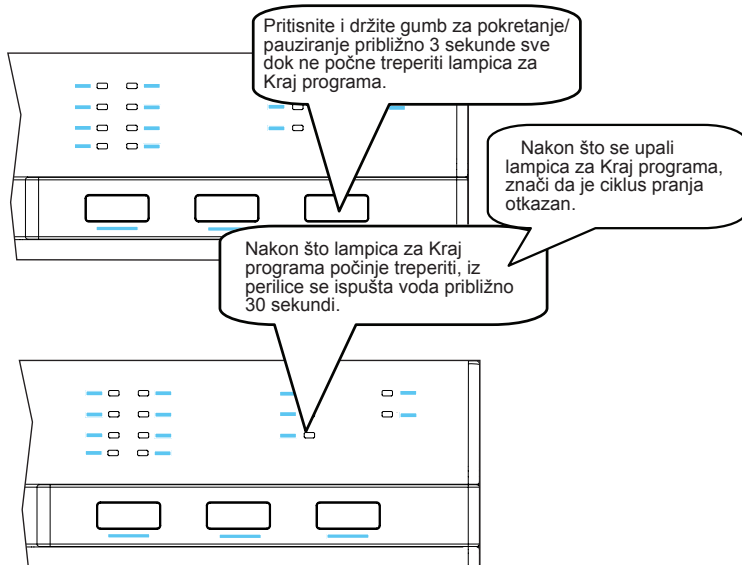 Pritisnite i držite gumb za pokretanje/
pauziranje približno 3 sekunde sve
dok ne počne treperiti lampica za
Kraj programa.
Nakon što se upali
lampica za Kraj programa,
znači da je ciklus pranja
otkazan.
Nakon što lampica za Kraj
programa počinje treperiti, iz
perilice se ispušta voda približno
30 sekundi.